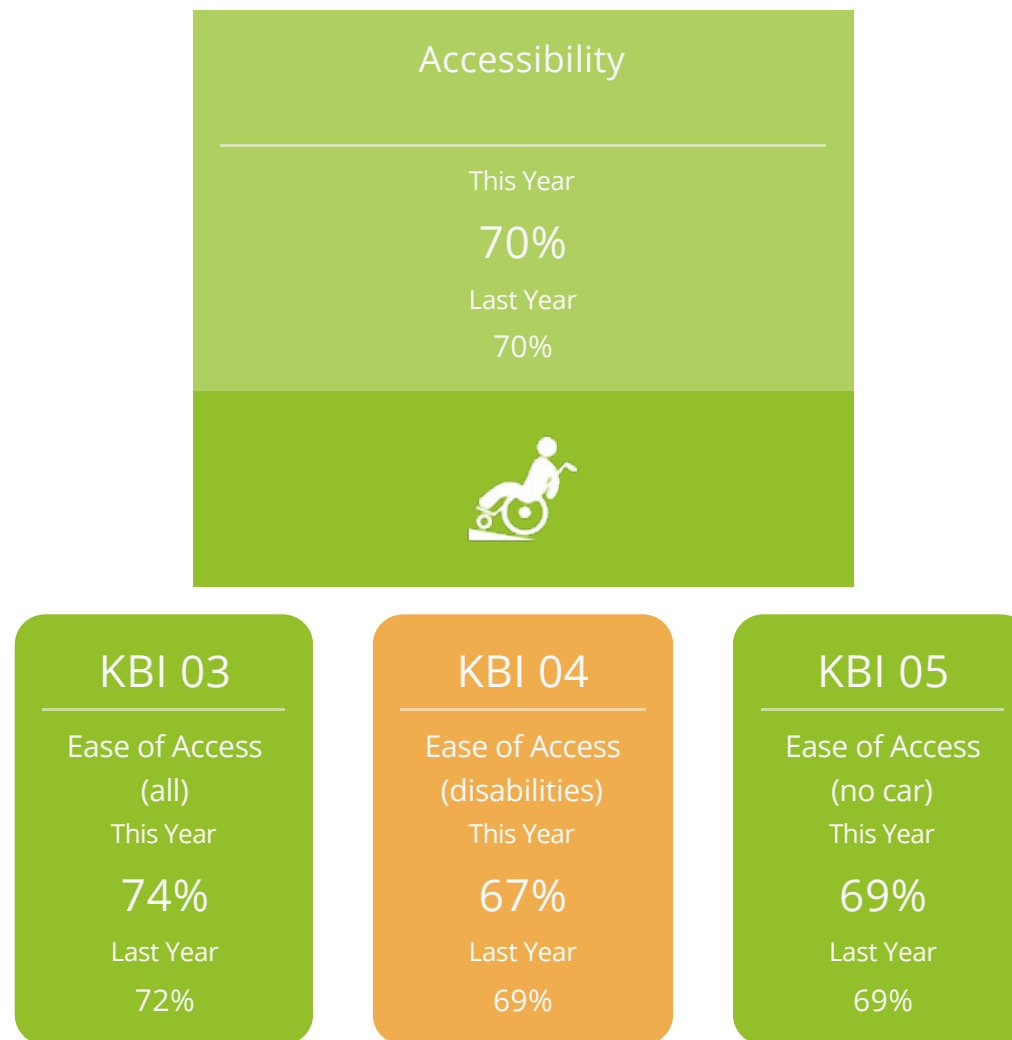 Accessibility
This Year
70%
Last Year
70%
KBI 03
Ease of Access
(all)
This Year
74%
Last Year
72%
KBI 04
Ease of Access
(disabilities)
This Year
67%
Last Year
69%
KBI 05
Ease of Access
(no car)
This Year
69%
Last Year
69%